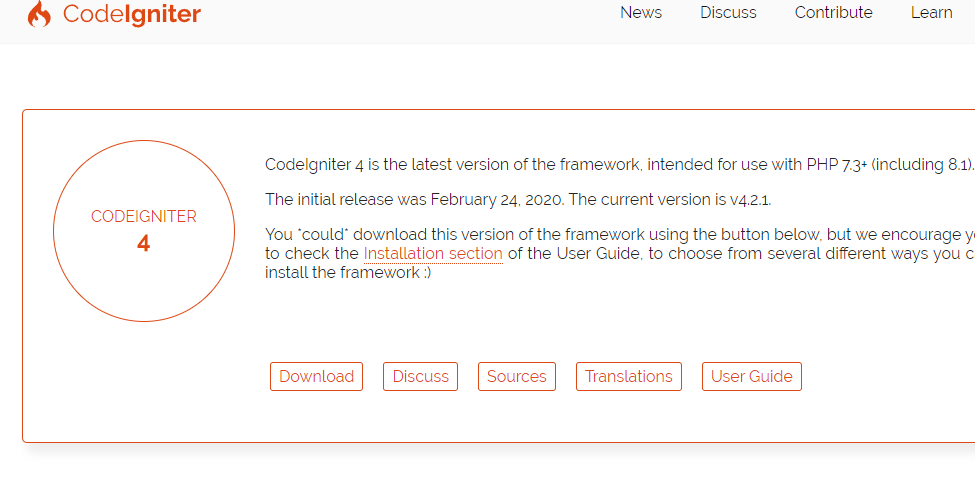 CodeIgniter
News Discuss Contribute Learn
CODEIGNITER
4
CodeIgniter 4 is the latest version of the framework, intended for use with PHP 7.3+ (including 8.1).
The initial release was February 24, 2020. The current version is v4.2.1.
You *could* download this version of the framework using the button below, but we encourage
to check the Installation section of the User Guide, to choose from several different ways you
install the framework :)
Download Discuss Sources Translations User Guide